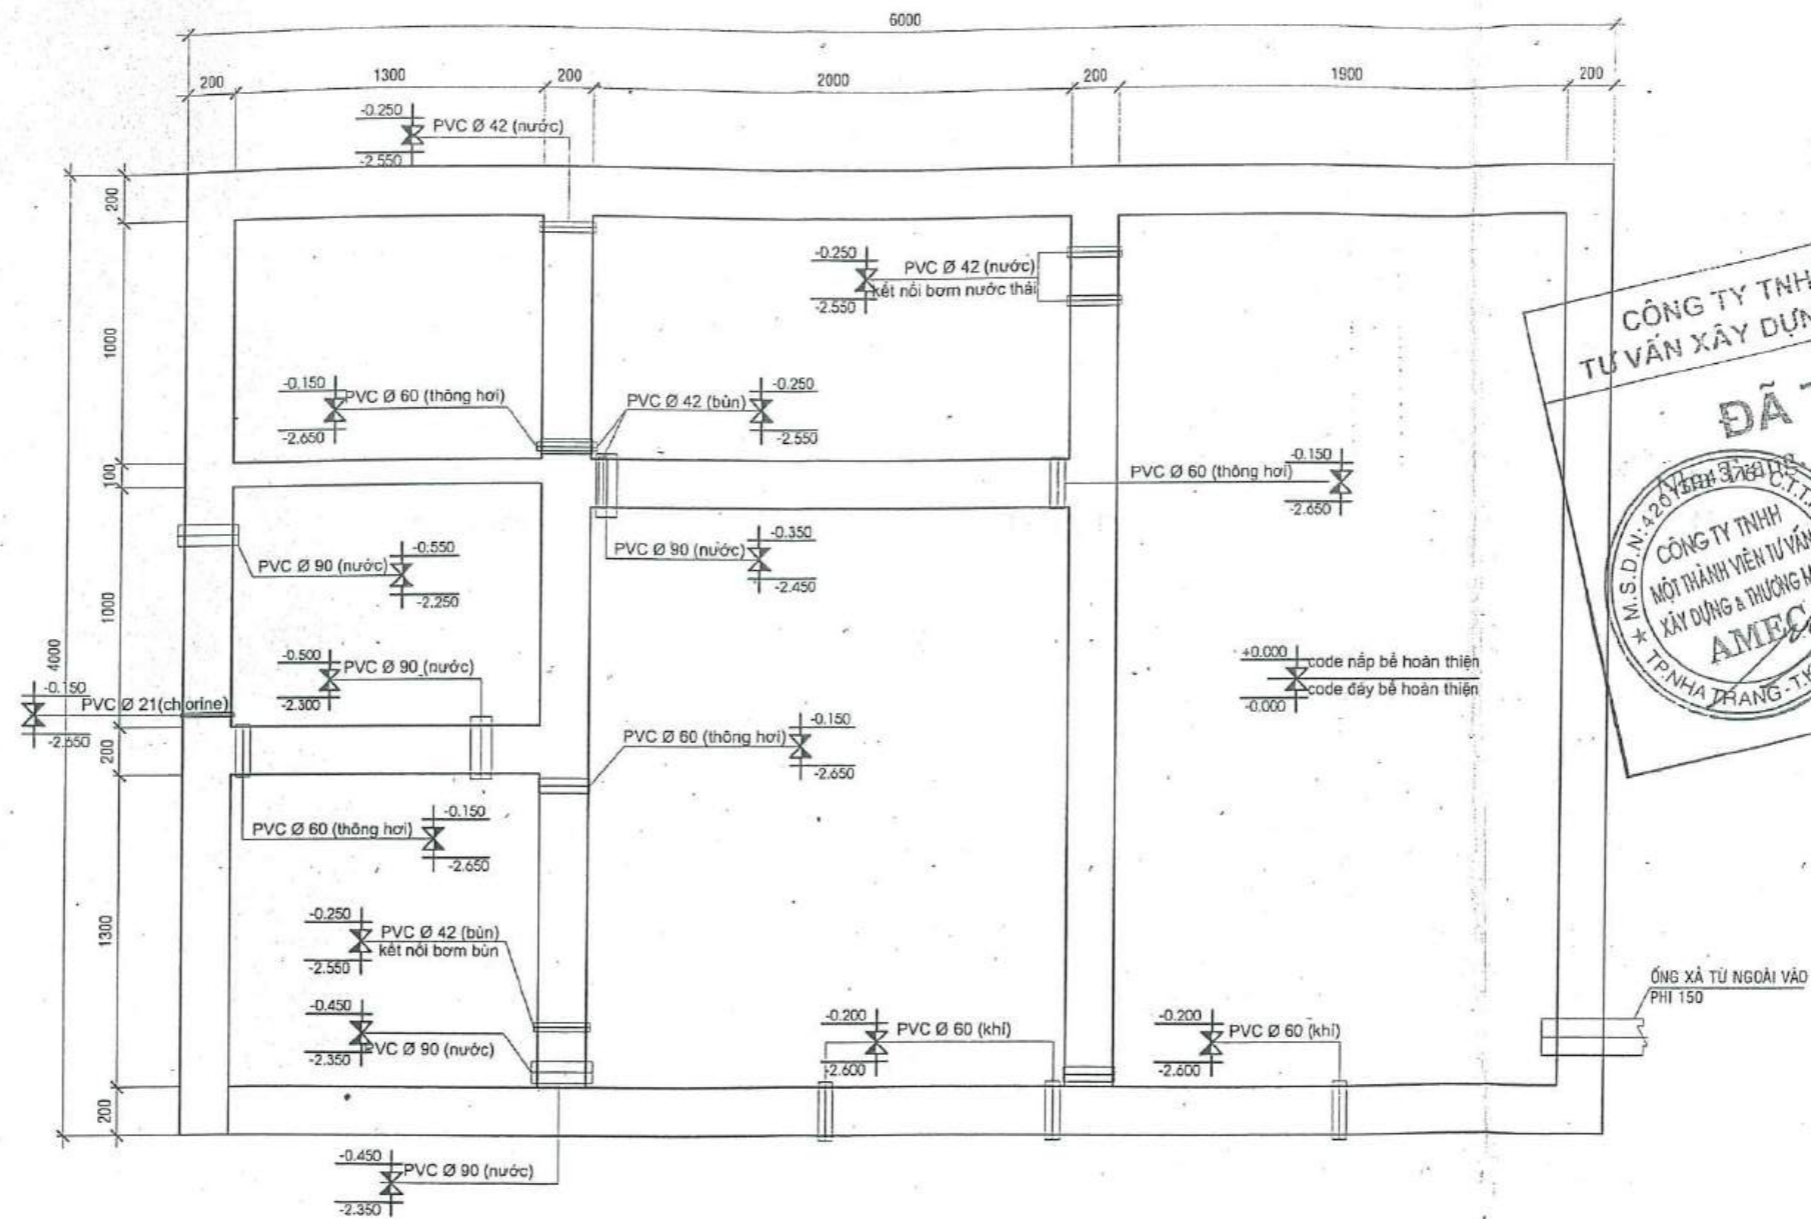 6000
200
1300
200
2000
200
1900
200
-0.250
PVC Ø 42 (nước)
-2.550
200
1000
100
1000
4000
200
1300
200
-0.250
PVC Ø 42 (nước)
kết nối bơm nước thải
-2.550
-0.150
PVC Ø 60 (thông hơi)
-2.650
PVC Ø 42 (bùn)
-0.250
-2.550
PVC Ø 60 (thông hơi)
-0.150
-2.650
PVC Ø 90 (nước)
-0.550
-2.250
PVC Ø 90 (nước)
-0.350
-2.450
-0.500
PVC Ø 90 (nước)
-2.300
-0.150
PVC Ø 21(chlorine)
+0.000
code nắp bể hoàn thiện
code đáy bể hoàn thiện
-0.000
PVC Ø 60 (thông hơi)
-0.150
-2.650
PVC Ø 60 (thông hơi)
-0.150
-2.650
-0.250
PVC Ø 42 (bùn)
kết nối bơm bùn
-2.550
-0.450
PVC Ø 90 (nước)
-2.350
-0.200
PVC Ø 60 (khí)
-2.600
-0.200
PVC Ø 60 (khí)
-2.600
ỐNG XẢ TỪ NGOÀI VÀO
PHI 150
-0.450
PVC Ø 90 (nước)
-2.350
CÔNG TY TNH
TƯ VẤN XÂY DỰN
ĐÃ
M.S.D.N:420
C.T.T.
CÔNG TY TNHH
MỘT THÀNH VIÊN TƯ VẤN
XÂY DỰNG & THƯƠNG M
AMEC
TP.NHA TRANG - T.K